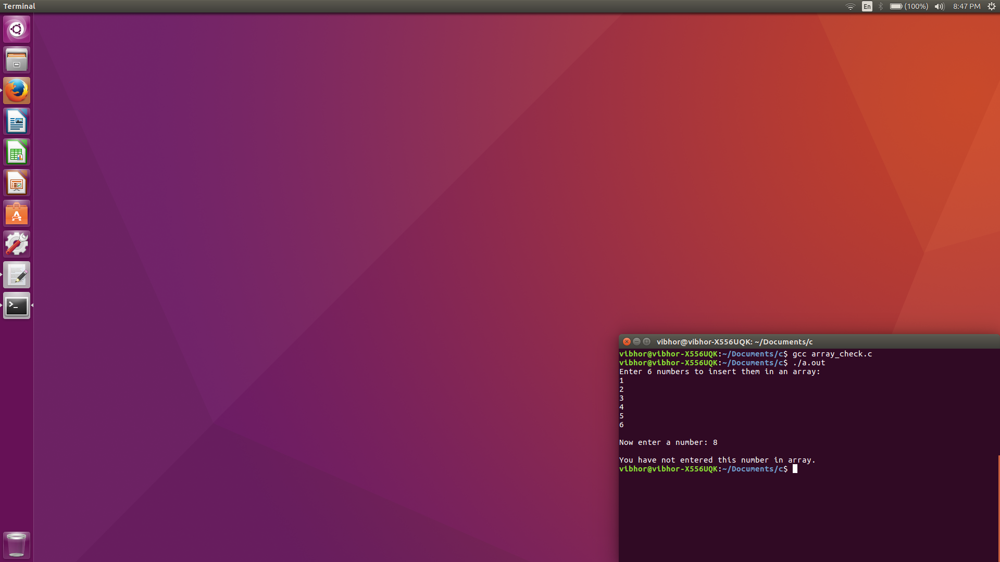 Terminal
En
(100%)
8:47 PM
vibhor@vibhor-X556UQK: ~/Documents/c
vibhor@vibhor-X556UQK:~/Documents/c$ gcc array_check.c
vibhor@vibhor-X556UQK:~/Documents/c$ ./a.out
Enter 6 numbers to insert them in an array:
1
2
3
4
5
6
Now enter a number: 8
You have not entered this number in array.
vibhor@vibhor-X556UQK:~/Documents/c$